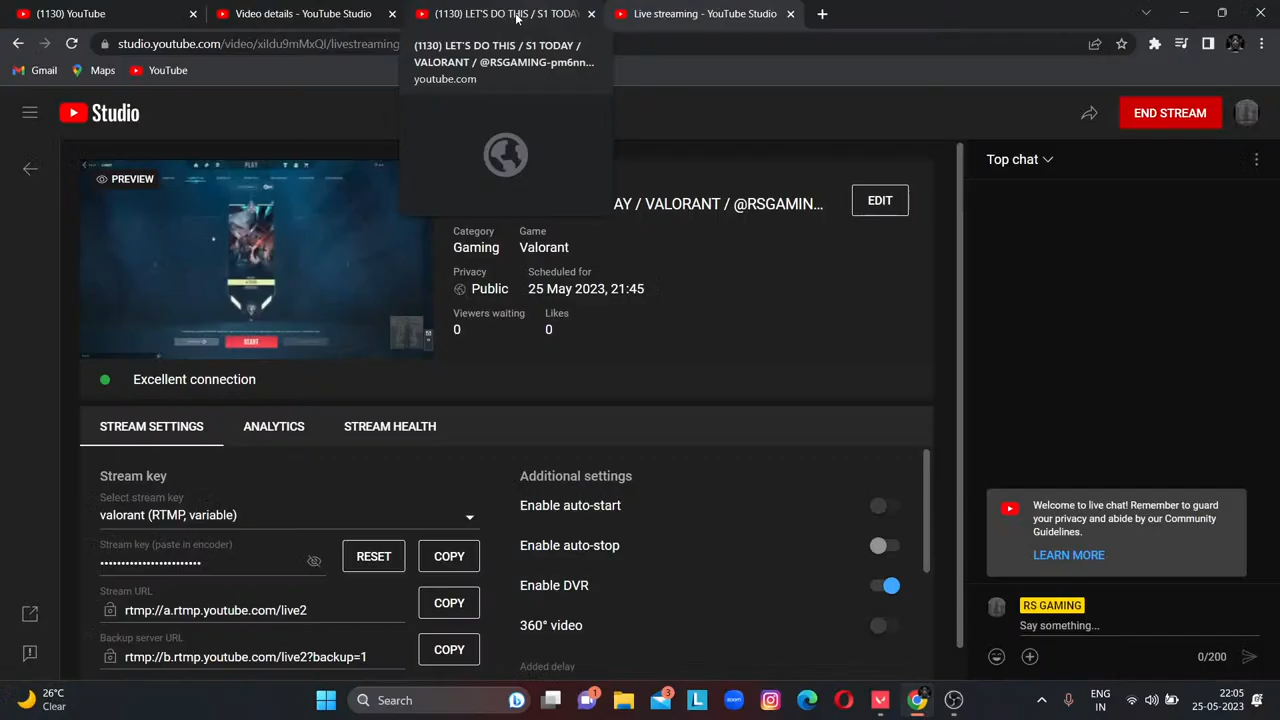 (1130) YouTube
Video details - YouTube Studio
(1130) LET'S DO THIS / S1 TODAY
Live streaming - YouTube Studio
studio.youtube.com/video/xiIdu9mMxQI/livestreaming
(1130) LET'S DO THIS / S1 TODAY /
VALORANT / @RSGAMING-pm6nn...
youtube.com
Gmail
Maps
YouTube
Studio
END STREAM
PREVIEW
AY / VALORANT / @RSGAMIN...
EDIT
Category
Gaming
Game
Valorant
Privacy
Public
Scheduled for
25 May 2023, 21:45
Viewers waiting
0
Likes
0
Excellent connection
STREAM SETTINGS
ANALYTICS
STREAM HEALTH
Stream key
Select stream key
valorant (RTMP, variable)
Stream key (paste in encoder)
••••••••••••••••••••••••
RESET
COPY
Stream URL
rtmp://a.rtmp.youtube.com/live2
COPY
Backup server URL
rtmp://b.rtmp.youtube.com/live2?backup=1
COPY
Additional settings
Enable auto-start
Enable auto-stop
Enable DVR
360° video
Added delay
Top chat
Welcome to live chat! Remember to guard
your privacy and abide by our Community
Guidelines.
LEARN MORE
RS GAMING
Say something...
0/200
26°C
Clear
Search
1
3
L
zoom
ENG
IN
22:05
25-05-2023